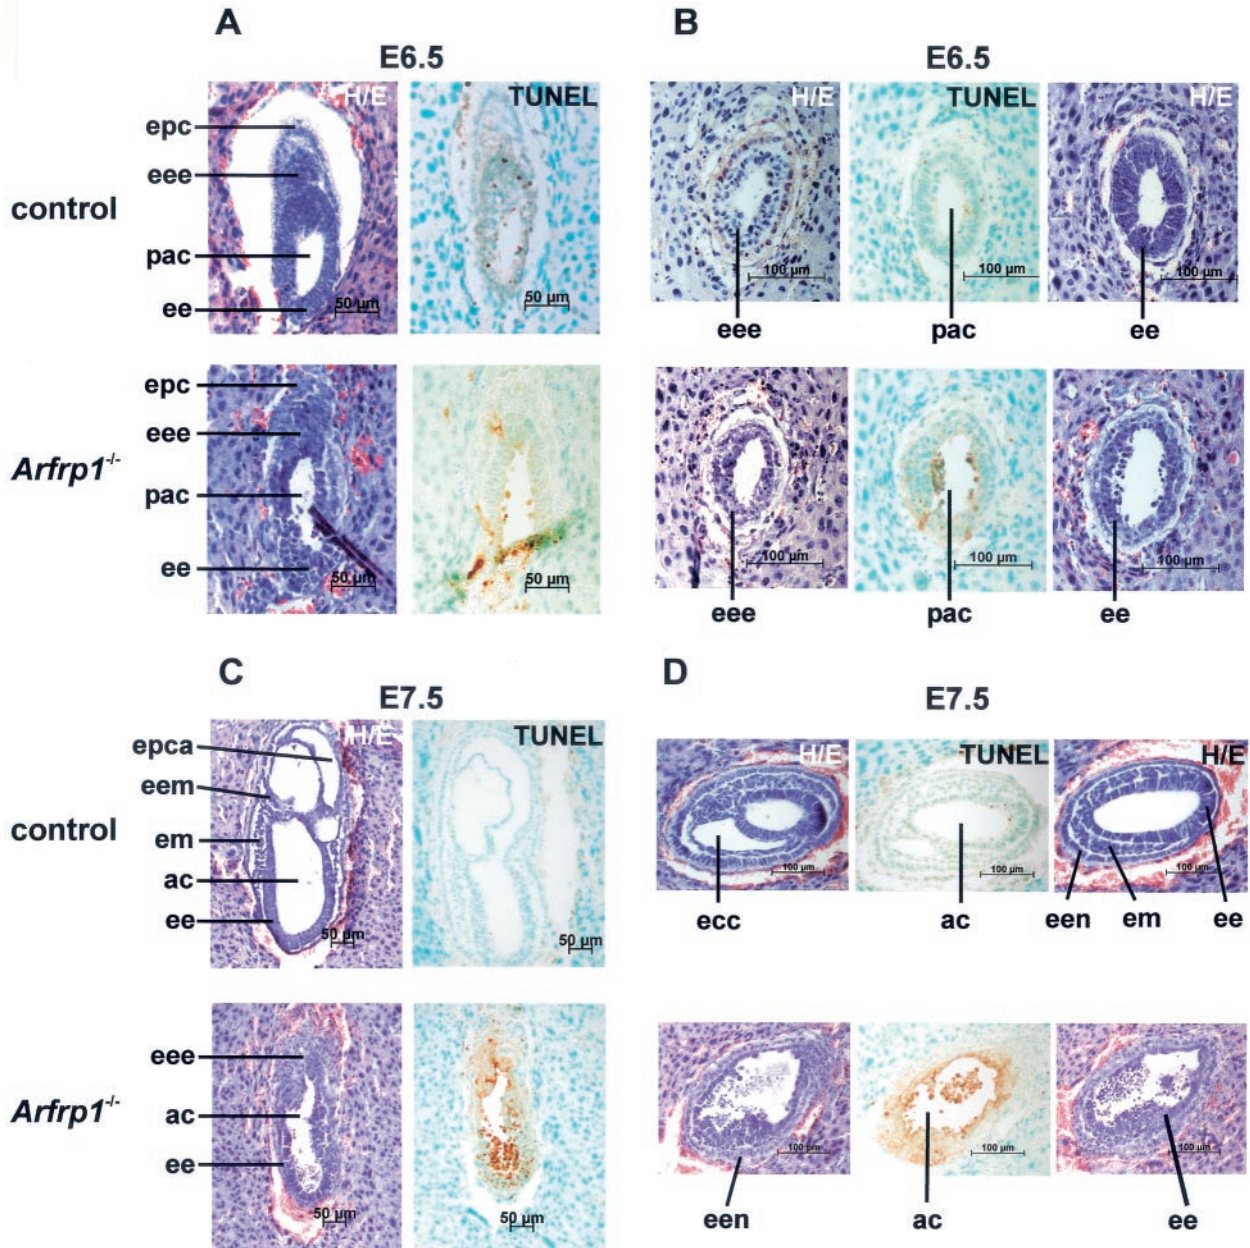 A
B
E6.5
E6.5
H/E
TUNEL
H/E
TUNEL
H/E
control
epc
eee
pac
ee
50 µm
50 µm
100 µm
100 µm
100 µm
eee
pac
ee
Arfrp1-/-
epc
eee
pac
ee
50 µm
50 µm
100 µm
100 µm
100 µm
eee
pac
ee
C
D
E7.5
E7.5
H/E
TUNEL
H/E
TUNEL
H/E
control
epca
eem
em
ac
ee
50 µm
50 µm
100 µm
100 µm
100 µm
ecc
ac
een
em
ee
Arfrp1-/-
eee
ac
ee
50 µm
50 µm
100 µm
100 µm
100 µm
een
ac
ee